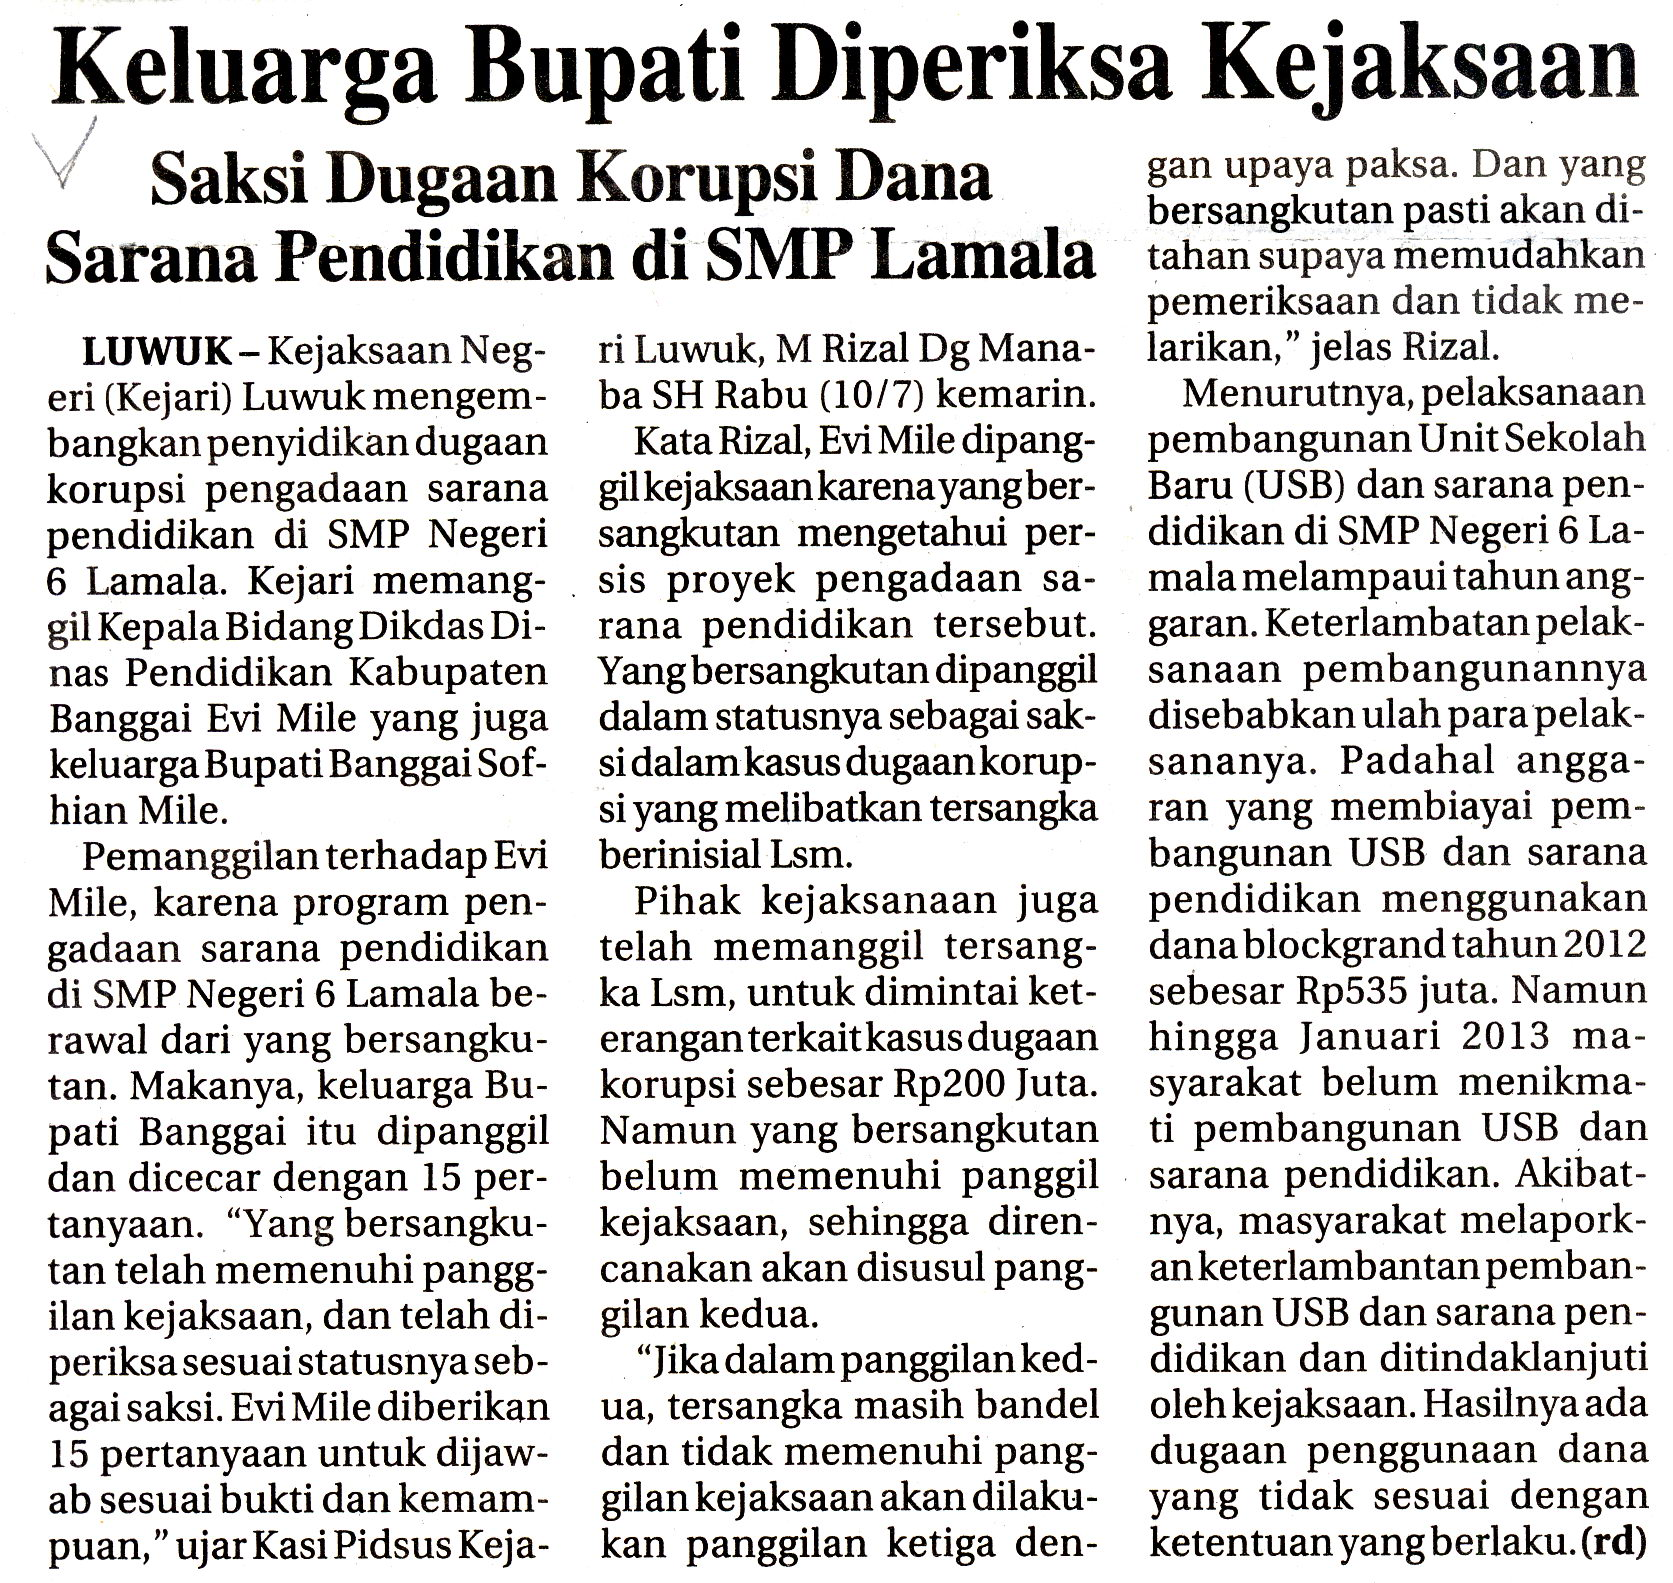 Keluarga Bupati Diperiksa Kejaksaan
Saksi Dugaan Korupsi Dana
Sarana Pendidikan di SMP Lamala
LUWUK – Kejaksaan Neg-
eri (Kejari) Luwuk mengem-
bangkan penyidikan dugaan
korupsi pengadaan sarana
pendidikan di SMP Negeri
6 Lamala. Kejari memang-
gil Kepala Bidang Dikdas Di-
nas Pendidikan Kabupaten
Banggai Evi Mile yang juga
keluarga Bupati Banggai Sof-
hian Mile.
Pemanggilan terhadap Evi
Mile, karena program pen-
gadaan sarana pendidikan
di SMP Negeri 6 Lamala be-
rawal dari yang bersangku-
tan. Makanya, keluarga Bu-
pati Banggai itu dipanggil
dan dicecar dengan 15 per-
tanyaan. “Yang bersangku-
tan telah memenuhi pangg-
ilan kejaksaan, dan telah di-
periksa sesuai statusnya seb-
agai saksi. Evi Mile diberikan
15 pertanyaan untuk dijaw-
ab sesuai bukti dan kemam-
puan,” ujar Kasi Pidsus Keja-
ri Luwuk, M Rizal Dg Mana-
ba SH Rabu (10/7) kemarin.
Kata Rizal, Evi Mile dipang-
gil kejaksaan karena yang ber-
sangkutan mengetahui per-
sis proyek pengadaan sa-
rana pendidikan tersebut.
Yang bersangkutan dipanggil
dalam statusnya sebagai sak-
si dalam kasus dugaan korup-
si yang melibatkan tersangka
berinisial Lsm.
Pihak kejaksanaan juga
telah memanggil tersang-
ka Lsm, untuk dimintai ket-
erangan terkait kasus dugaan
korupsi sebesar Rp200 Juta.
Namun yang bersangkutan
belum memenuhi panggil
kejaksaan, sehingga diren-
canakan akan disusul pang-
gilan kedua.
“Jika dalam panggilan ked-
ua, tersangka masih bandel
dan tidak memenuhi pang-
gilan kejaksaan akan dilaku-
kan panggilan ketiga den-
gan upaya paksa. Dan yang
bersangkutan pasti akan di-
tahan supaya memudahkan
pemeriksaan dan tidak me-
larikan,” jelas Rizal.
Menurutnya, pelaksanaan
pembangunan Unit Sekolah
Baru (USB) dan sarana pen-
didikan di SMP Negeri 6 La-
mala melampaui tahun ang-
garan. Keterlambatan pelak-
sanaan pembangunannya
disebabkan ulah para pelak-
sananya. Padahal angga-
ran yang membiayai pem-
bangunan USB dan sarana
pendidikan menggunakan
dana blockgrand tahun 2012
sebesar Rp535 juta. Namun
hingga Januari 2013 ma-
syarakat belum menikma-
ti pembangunan USB dan
sarana pendidikan. Akibat-
nya, masyarakat melapork-
an keterlambantan pemban-
gunan USB dan sarana pen-
didikan dan ditindaklanjuti
oleh kejaksaan. Hasilnya ada
dugaan penggunaan dana
yang tidak sesuai dengan
ketentuan yang berlaku. (rd)